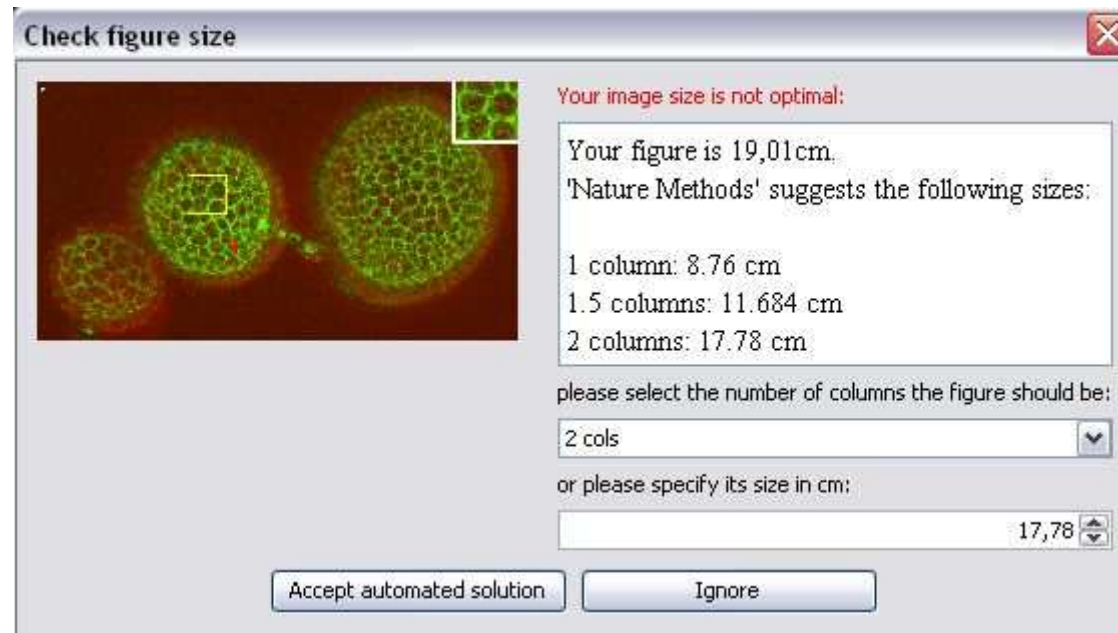 Check figure size
Your image size is not optimal:
Your figure is 19,01cm.
'Nature Methods' suggests the following sizes:
1 column: 8.76 cm
1.5 columns: 11.684 cm
2 columns: 17.78 cm
please select the number of columns the figure should be:
2 cols
or please specify its size in cm:
17,78
Accept automated solution
Ignore